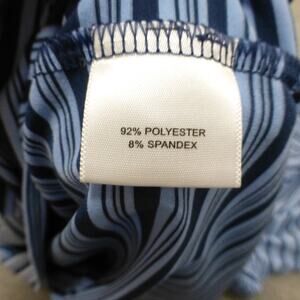 92% POLYESTER
8% SPANDEX